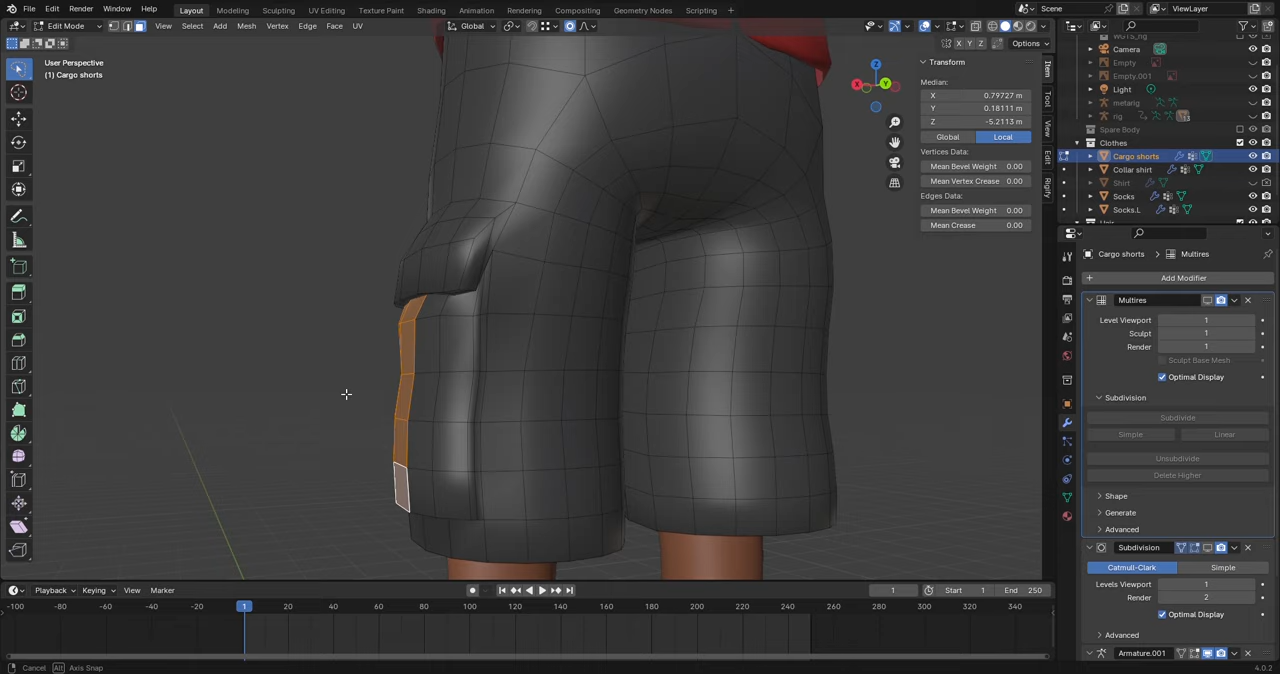 File Edit Render Window Help Layout Modeling Sculpting UV Editing Texture Paint Shading Animation Rendering Compositing Geometry Nodes Scripting + Scene ViewLayer
Edit Mode View Select Add Mesh Vertex Edge Face UV Global
X Y Z Options
User Perspective
(1) Cargo shorts
Transform
Median:
X 0.79727 m
Y 0.18111 m
Z -5.2113 m
Global Local
Vertices Data:
Mean Bevel Weight 0.00
Mean Vertex Crease 0.00
Edges Data:
Mean Bevel Weight 0.00
Mean Crease 0.00
Item
Tool
View
Edit
Rigify
X Y Z
WGTS_rig
Camera
Empty
Empty.001
Light
metarig
rig
Spare Body
Clothes
Cargo shorts
Collar shirt
Shirt
Socks
Socks.L
Cargo shorts > Multires
+ Add Modifier
Multires
Level Viewport 1
Sculpt 1
Render 1
Sculpt Base Mesh
Optimal Display
Subdivision
Subdivide
Simple Linear
Unsubdivide
Delete Higher
Shape
Generate
Advanced
Subdivision
Catmull-Clark Simple
Levels Viewport 1
Render 2
Optimal Display
Advanced
Armature.001
Playback Keying View Marker 1 Start 1 End 250
-100 -80 -60 -40 -20 1 20 40 60 80 100 120 140 160 180 200 220 240 260 280 300 320 340
Cancel Alt Axis Snap 4.0.2